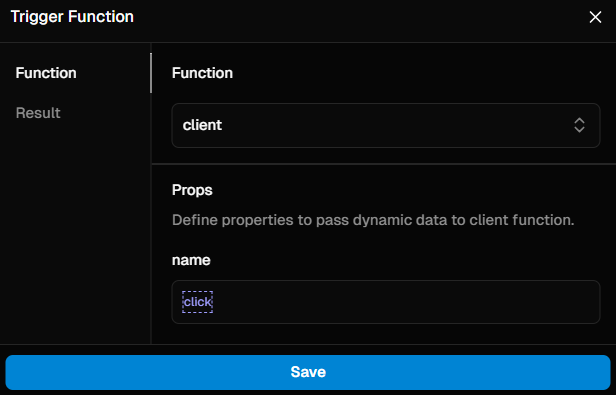 Trigger Function
Function
Result
Function
client
Props
Define properties to pass dynamic data to client function.
name
click
Save